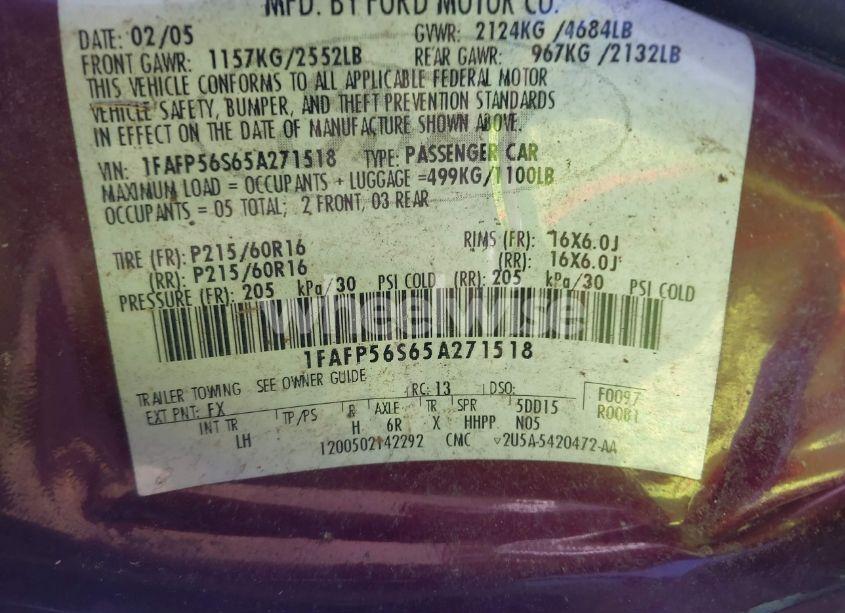 MFD. BY FORD MOTOR CO.
DATE: 02/05 GVWR: 2124KG /4684LB
FRONT GAWR: 1157KG/2552LB REAR GAWR: 967KG /2132LB
THIS VEHICLE CONFORMS TO ALL APPLICABLE FEDERAL MOTOR
VEHICLE SAFETY, BUMPER, AND THEFT PREVENTION STANDARDS
IN EFFECT ON THE DATE OF MANUFACTURE SHOWN ABOVE.
VIN: 1FAFP56S65A271518 TYPE: PASSENGER CAR
MAXIMUM LOAD = OCCUPANTS + LUGGAGE =499KG/1100LB
OCCUPANTS = 05 TOTAL; 2 FRONT, 03 REAR
TIRE (FR): P215/60R16 RIMS (FR): 16X6.0J
(RR): P215/60R16 (RR): 16X6.0J
PRESSURE (FR): 205 kPa/30 PSI COLD (RR): 205 kPa/30 PSI COLD
WheelWise
1FAFP56S65A271518
TRAILER TOWING SEE OWNER GUIDE RC: 13 DSO: F0097
EXT PNT: FX R0081
INT TR TP/PS R AXLE TR SPR 5DD15
LH H 6R X HHPP N05
1200502142292 CMC 2U5A-5420472-AA